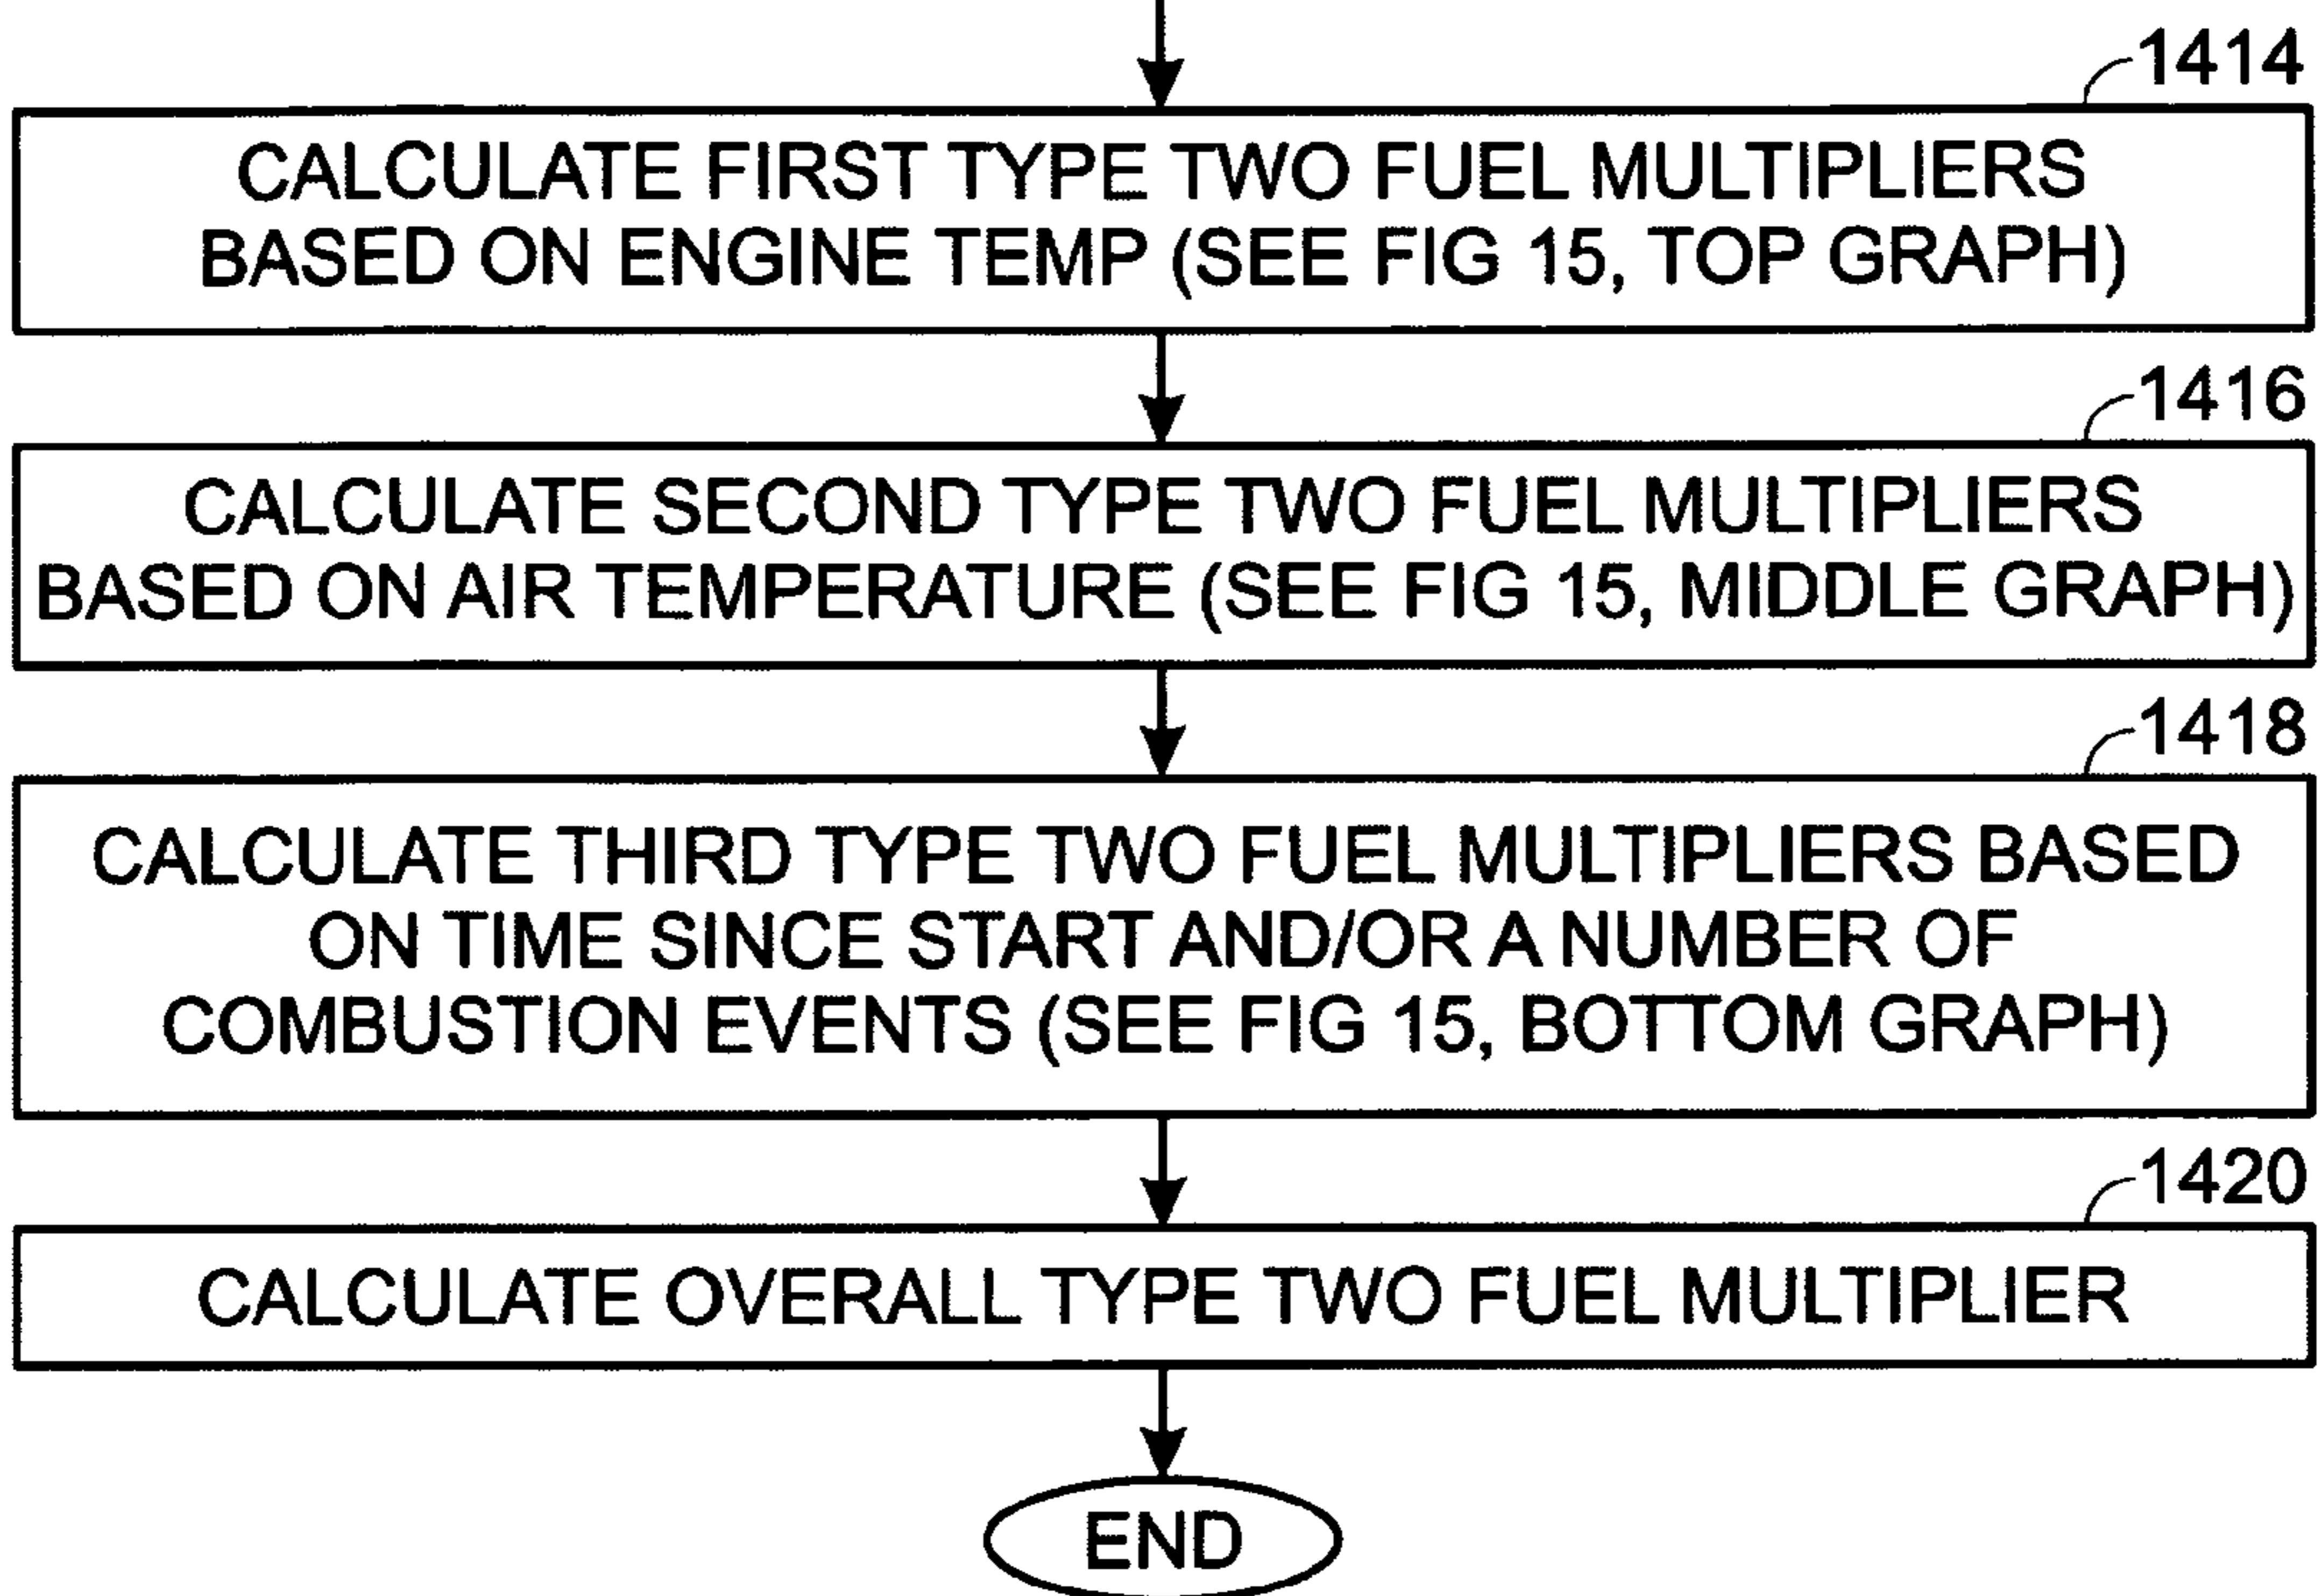 1414
CALCULATE FIRST TYPE TWO FUEL MULTIPLIERS
BASED ON ENGINE TEMP (SEE FIG 15, TOP GRAPH)
1416
CALCULATE SECOND TYPE TWO FUEL MULTIPLIERS
BASED ON AIR TEMPERATURE (SEE FIG 15, MIDDLE GRAPH)
1418
CALCULATE THIRD TYPE TWO FUEL MULTIPLIERS BASED
ON TIME SINCE START AND/OR A NUMBER OF
COMBUSTION EVENTS (SEE FIG 15, BOTTOM GRAPH)
1420
CALCULATE OVERALL TYPE TWO FUEL MULTIPLIER
END